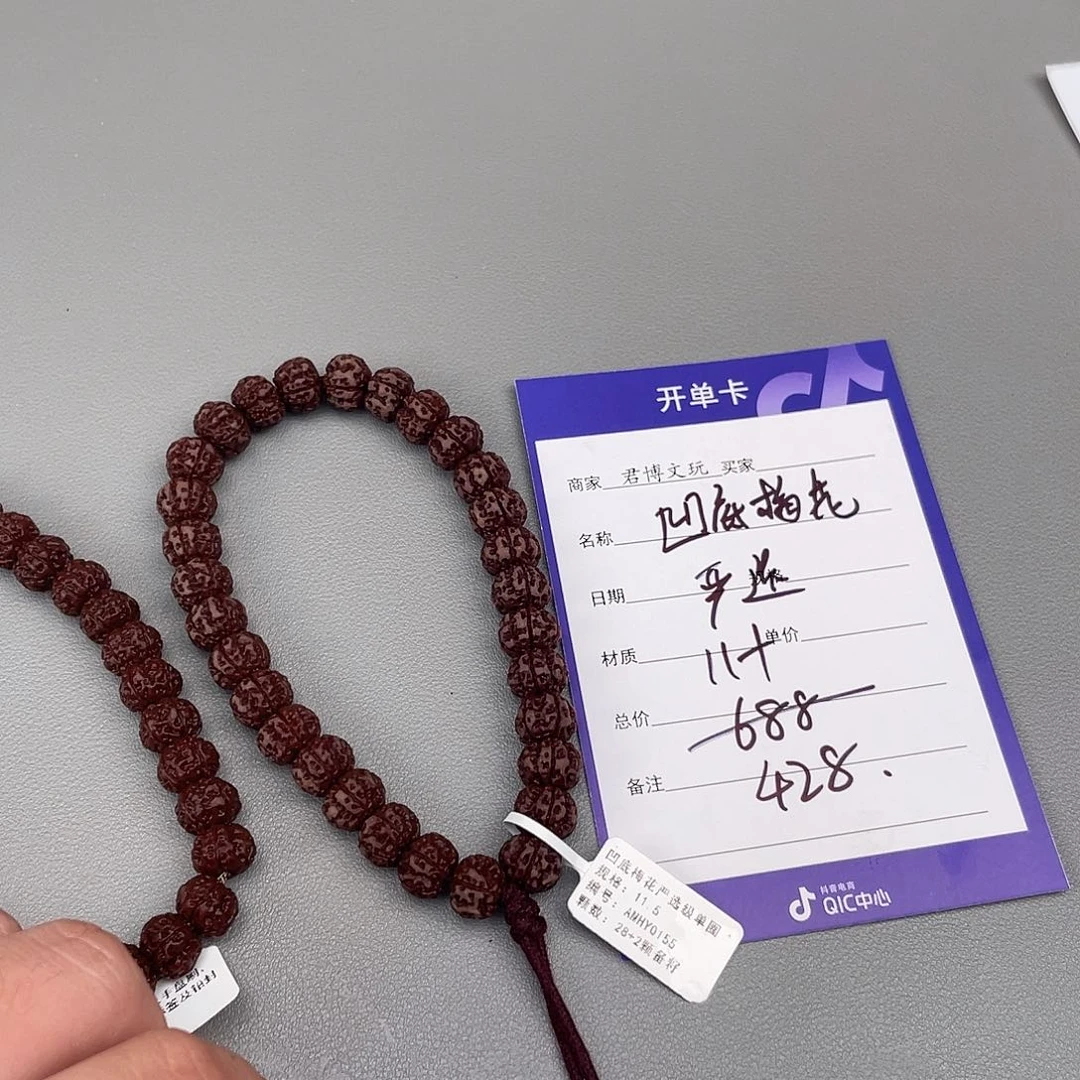 开单卡
商家 君博文玩 买家
名称 凹底梅花
日期 严选
材质 11+ 单价
总价 688
备注 428.
抖音电商
QIC中心
凹底梅花严选级单圈
规格：11.5
编号：AMHY0155
颗数：28+2颗备籽